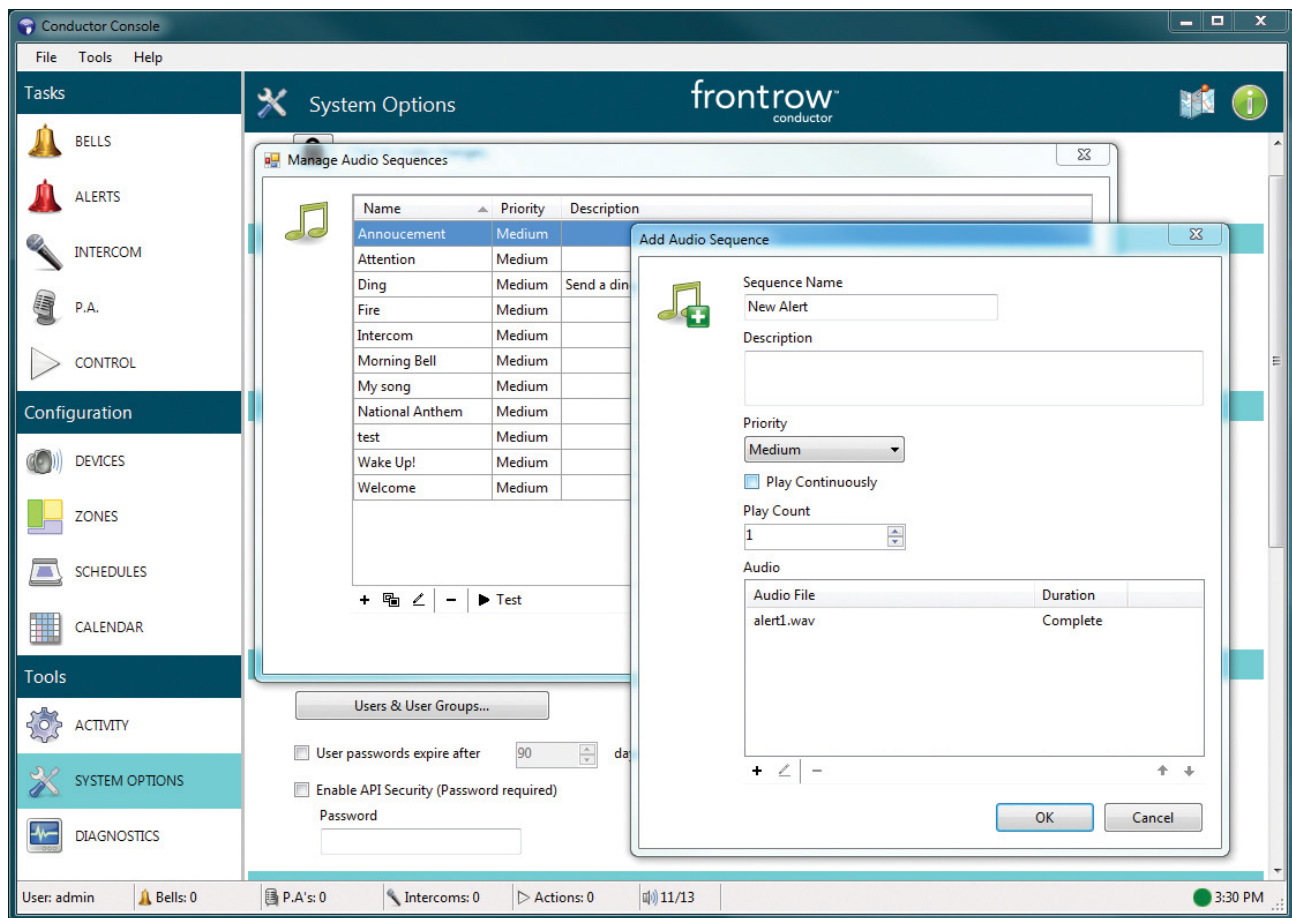 Conductor Console
File Tools Help
Tasks
BELLS
ALERTS
INTERCOM
P.A.
CONTROL
Configuration
DEVICES
ZONES
SCHEDULES
CALENDAR
Tools
ACTIVITY
SYSTEM OPTIONS
DIAGNOSTICS
System Options
frontrow™
conductor
Manage Audio Sequences
Name Priority Description
Annoucement Medium
Attention Medium
Ding Medium Send a din
Fire Medium
Intercom Medium
Morning Bell Medium
My song Medium
National Anthem Medium
test Medium
Wake Up! Medium
Welcome Medium
Test
Users & User Groups...
User passwords expire after 90 da
Enable API Security (Password required)
Password
Add Audio Sequence
Sequence Name
New Alert
Description
Priority
Medium
Play Continuously
Play Count
1
Audio
Audio File Duration
alert1.wav Complete
OK Cancel
User: admin Bells: 0 P.A's: 0 Intercoms: 0 Actions: 0 11/13 3:30 PM